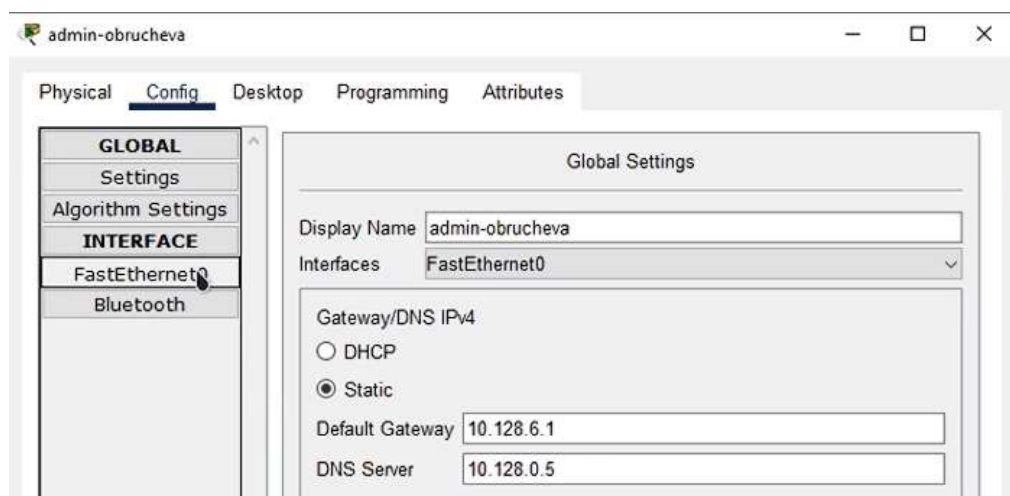 admin-obrucheva
Physical Config Desktop Programming Attributes
GLOBAL
Settings
Algorithm Settings
INTERFACE
FastEthernet0
Bluetooth
Global Settings
Display Name admin-obrucheva
Interfaces FastEthernet0
Gateway/DNS IPv4
DHCP
Static
Default Gateway 10.128.6.1
DNS Server 10.128.0.5